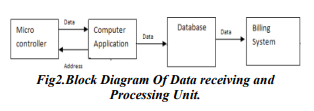 Micro
controller
Data
Address
Computer
Application
Data
Database
Data
Billing
System
Fig2.Block Diagram Of Data receiving and
Processing Unit.